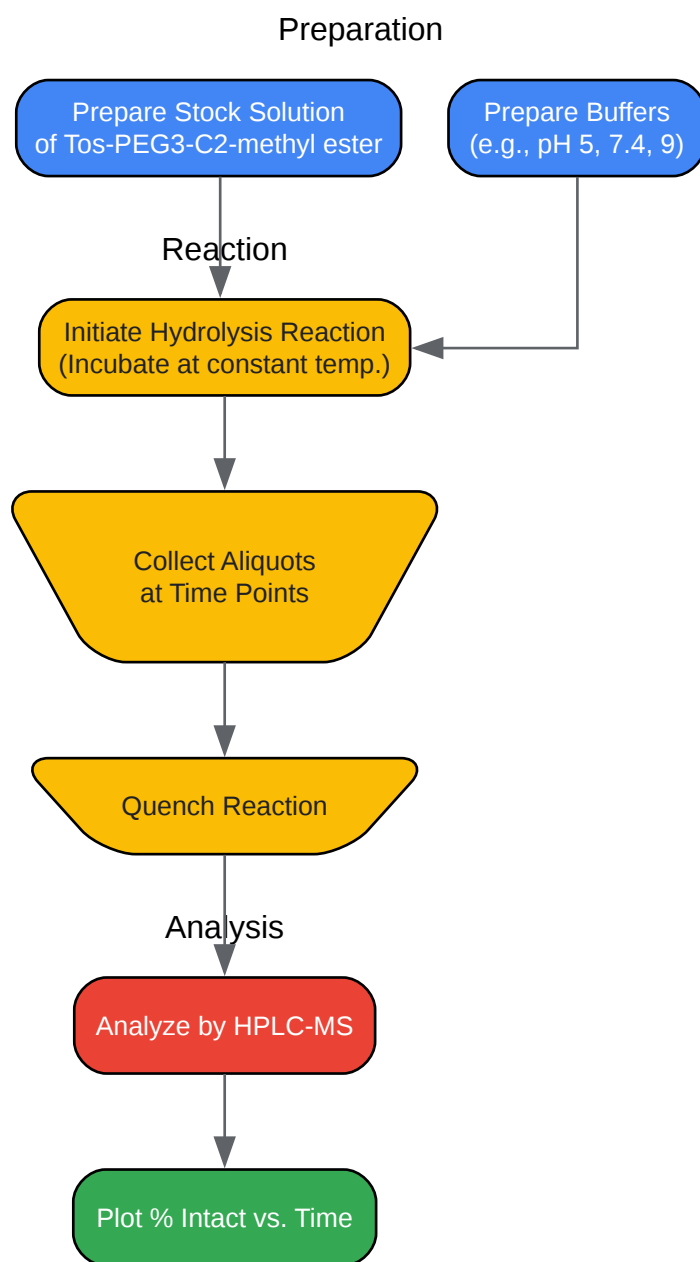 Preparation
Prepare Stock Solution
of Tos-PEG3-C2-methyl ester
Prepare Buffers
(e.g., pH 5, 7.4, 9)
Reaction
Initiate Hydrolysis Reaction
(Incubate at constant temp.)
Collect Aliquots
at Time Points
Quench Reaction
Analysis
Analyze by HPLC-MS
Plot % Intact vs. Time